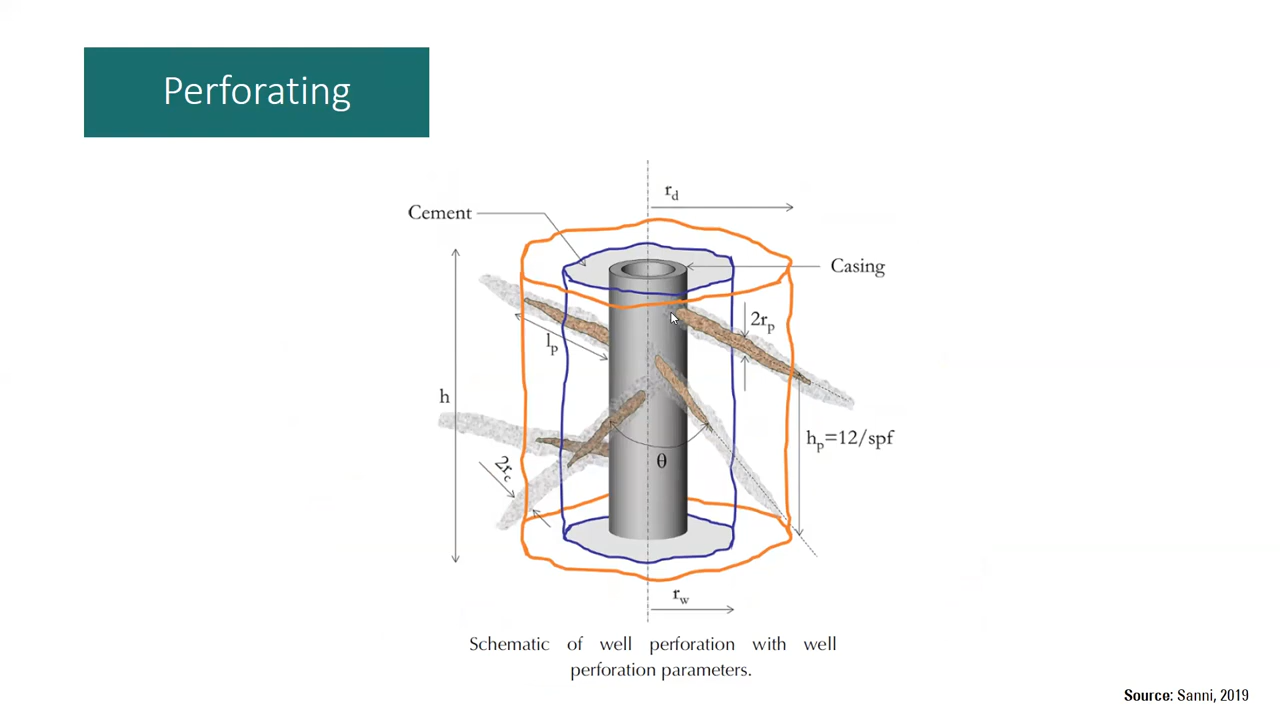 Perforating
r_d
Cement
Casing
2r_p
l_p
h
h_p=12/spf
θ
2r_c
r_w
Schematic of well perforation with well
perforation parameters.
Source: Sanni, 2019